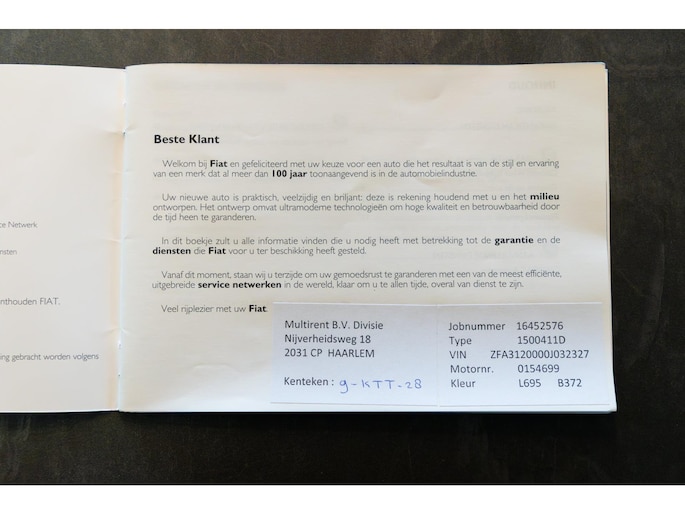 ce Netwerk
nsten
nthouden FIAT.
ing gebracht worden volgens
Beste Klant
Welkom bij Fiat en gefeliciteerd met uw keuze voor een auto die het resultaat is van de stijl en ervaring
van een merk dat al meer dan 100 jaar toonaangevend is in de automobielindustrie.
Uw nieuwe auto is praktisch, veelzijdig en briljant: deze is rekening houdend met u en het milieu
ontworpen. Het ontwerp omvat ultramoderne technologieën om hoge kwaliteit en betrouwbaarheid door
de tijd heen te garanderen.
In dit boekje zult u alle informatie vinden die u nodig heeft met betrekking tot de garantie en de
diensten die Fiat voor u ter beschikking heeft gesteld.
Vanaf dit moment, staan wij u terzijde om uw gemoedsrust te garanderen met een van de meest efficiënte,
uitgebreide service netwerken in de wereld, klaar om u te allen tijde, overal van dienst te zijn.
Veel rijplezier met uw Fiat.
Multirent B.V. Divisie
Nijverheidsweg 18
2031 CP HAARLEM
Kenteken : 9-KTT-28
Jobnummer 16452576
Type 1500411D
VIN ZFA3120000J032327
Motornr. 0154699
Kleur L695 B372